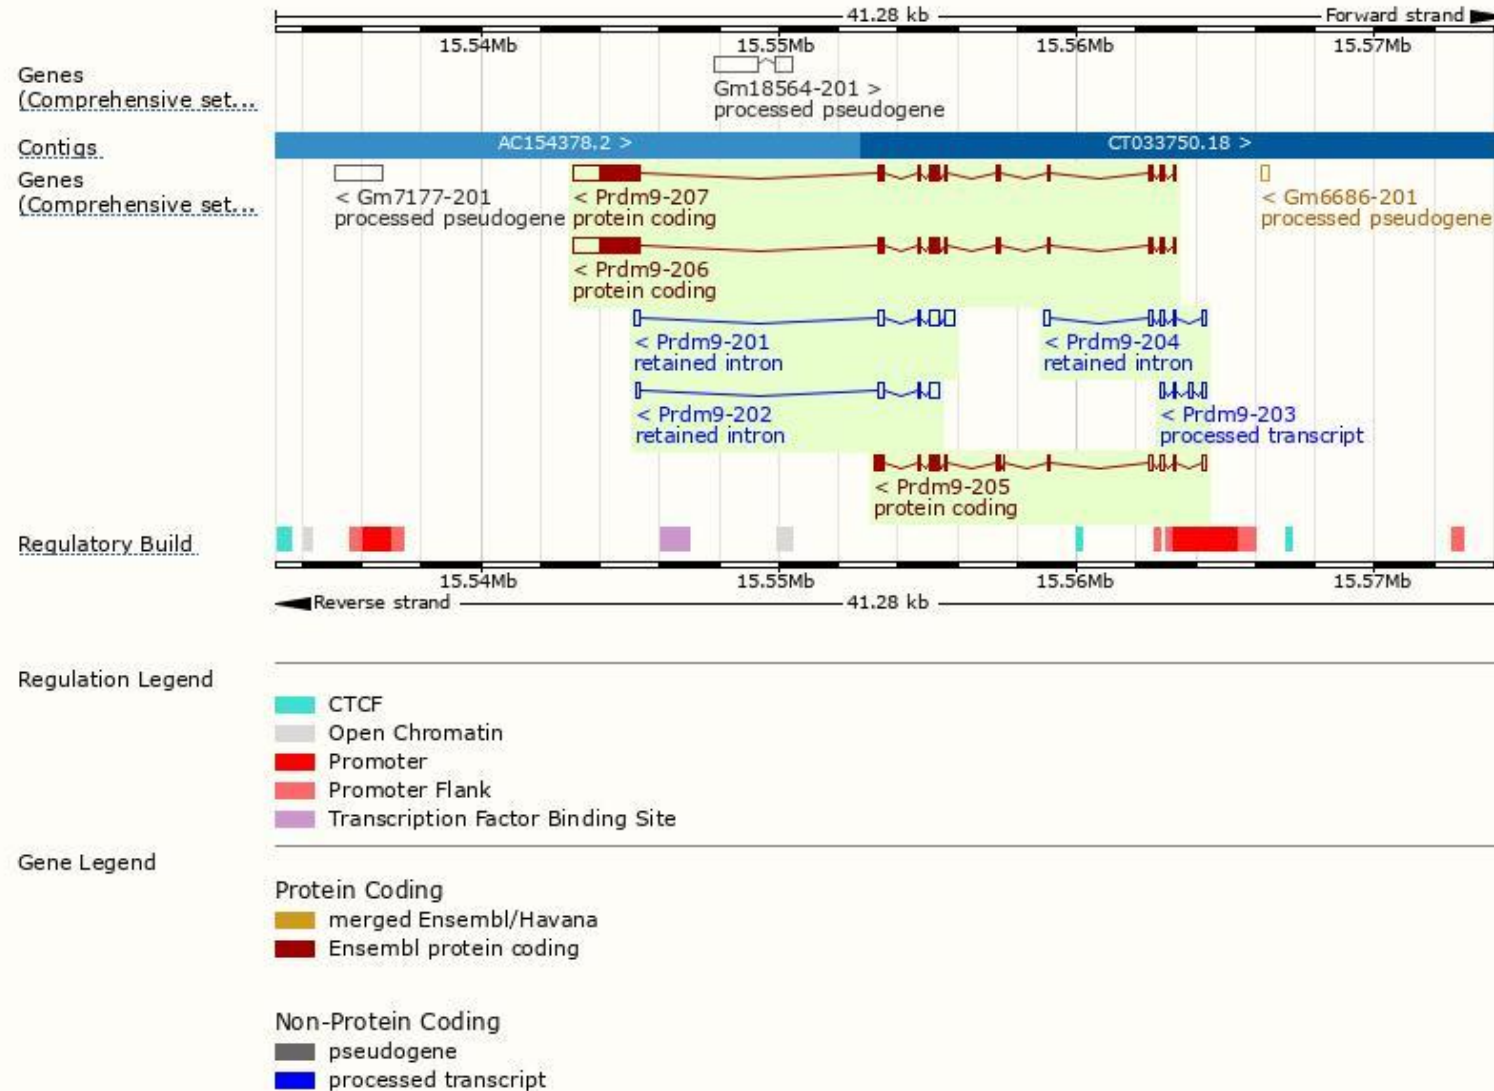 41.28 kb Forward strand
15.54Mb 15.55Mb 15.56Mb 15.57Mb
Genes
(Comprehensive set...
Gm18564-201 >
processed pseudogene
Contigs AC154378.2 > CT033750.18 >
Genes
(Comprehensive set...
< Gm7177-201 < Prdm9-207 < Gm6686-201
processed pseudogene protein coding processed pseudogene
< Prdm9-206
protein coding
< Prdm9-201 < Prdm9-204
retained intron retained intron
< Prdm9-202 < Prdm9-203
retained intron processed transcript
< Prdm9-205
protein coding
Regulatory Build
15.54Mb 15.55Mb 15.56Mb 15.57Mb
Reverse strand 41.28 kb
Regulation Legend
CTCF
Open Chromatin
Promoter
Promoter Flank
Transcription Factor Binding Site
Gene Legend
Protein Coding
merged Ensembl/Havana
Ensembl protein coding
Non-Protein Coding
pseudogene
processed transcript